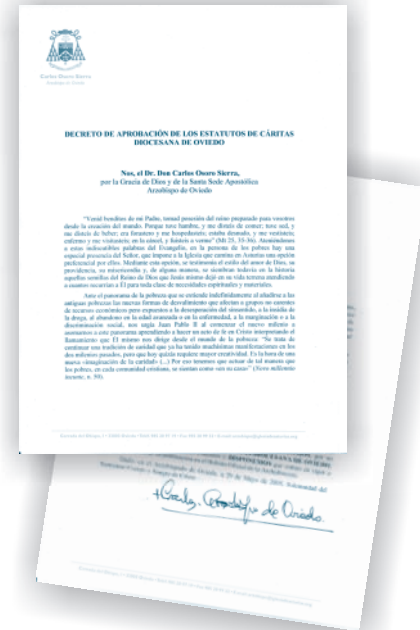 Carlos Osoro Sierra
Arzobispo de Oviedo
DECRETO DE APROBACIÓN DE LOS ESTATUTOS DE CÁRITAS
DIOCESANA DE OVIEDO
Nos, el Dr. Don Carlos Osoro Sierra,
por la Gracia de Dios y de la Santa Sede Apostólica
Arzobispo de Oviedo
"Venid benditos de mi Padre, tomad posesión del reino preparado para vosotros
desde la creación del mundo. Porque tuve hambre, y me disteis de comer; tuve sed, y
me disteis de beber; era forastero y me hospedasteis; estaba desnudo, y me vestisteis;
enfermo y me visitasteis; en la cárcel, y fuisteis a verme" (Mt 25, 35-36). Ateniéndonos
a estas indiscutibles palabras del Evangelio, en la persona de los pobres hay una
especial presencia del Señor, que impone a la Iglesia que camina en Asturias una opción
preferencial por ellos. Mediante esta opción, se testimonia el estilo del amor de Dios, su
providencia, su misericordia y, de alguna manera, se siembran todavía en la historia
aquellas semillas del Reino de Dios que Jesús mismo dejó en su vida terrena atendiendo
a cuantos recurrían a Él para toda clase de necesidades espirituales y materiales.
Ante el panorama de la pobreza que se extiende indefinidamente al añadirse a las
antiguas pobrezas las nuevas formas de desvalimiento que afectan a grupos no carentes
de recursos económicos pero expuestos a la desesperación del sinsentido, a la insidia de
la droga, al abandono en la edad avanzada o en la enfermedad, a la marginación o a la
discriminación social, nos urgía Juan Pablo II al comenzar el nuevo milenio a
asomarnos a este panorama aprendiendo a hacer un acto de fe en Cristo interpretando el
llamamiento que Él mismo nos dirige desde el mundo de la pobreza: "Se trata de
continuar una tradición de caridad que ya ha tenido muchísimas manifestaciones en los
dos milenios pasados, pero que hoy quizás requiere mayor creatividad. Es la hora de una
nueva «imaginación de la caridad» (...) Por eso tenemos que actuar de tal manera que
los pobres, en cada comunidad cristiana, se sientan como «en su casa»" (Novo millennio
ineunte, n. 50).
de Oviedo, a 29 de Mayo de
+ Carlos, Arzobispo de Oviedo.